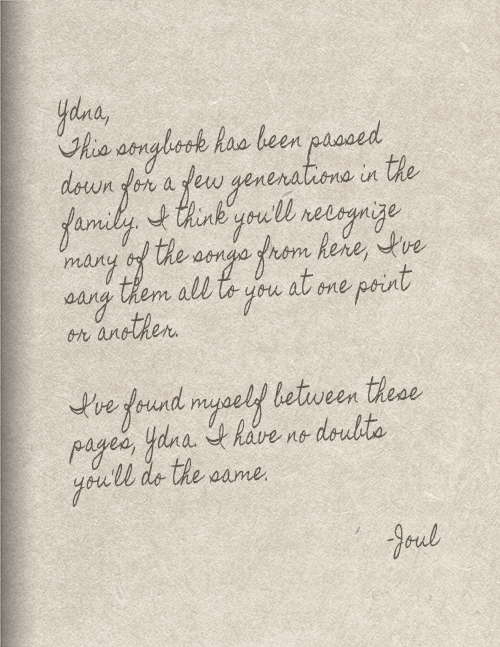 Ydna,
This songbook has been passed
down for a few generations in the
family. I think you'll recognize
many of the songs from here, I've
sang them all to you at one point
or another.
I've found myself between these
pages, Ydna. I have no doubts
you'll do the same.
-Joul